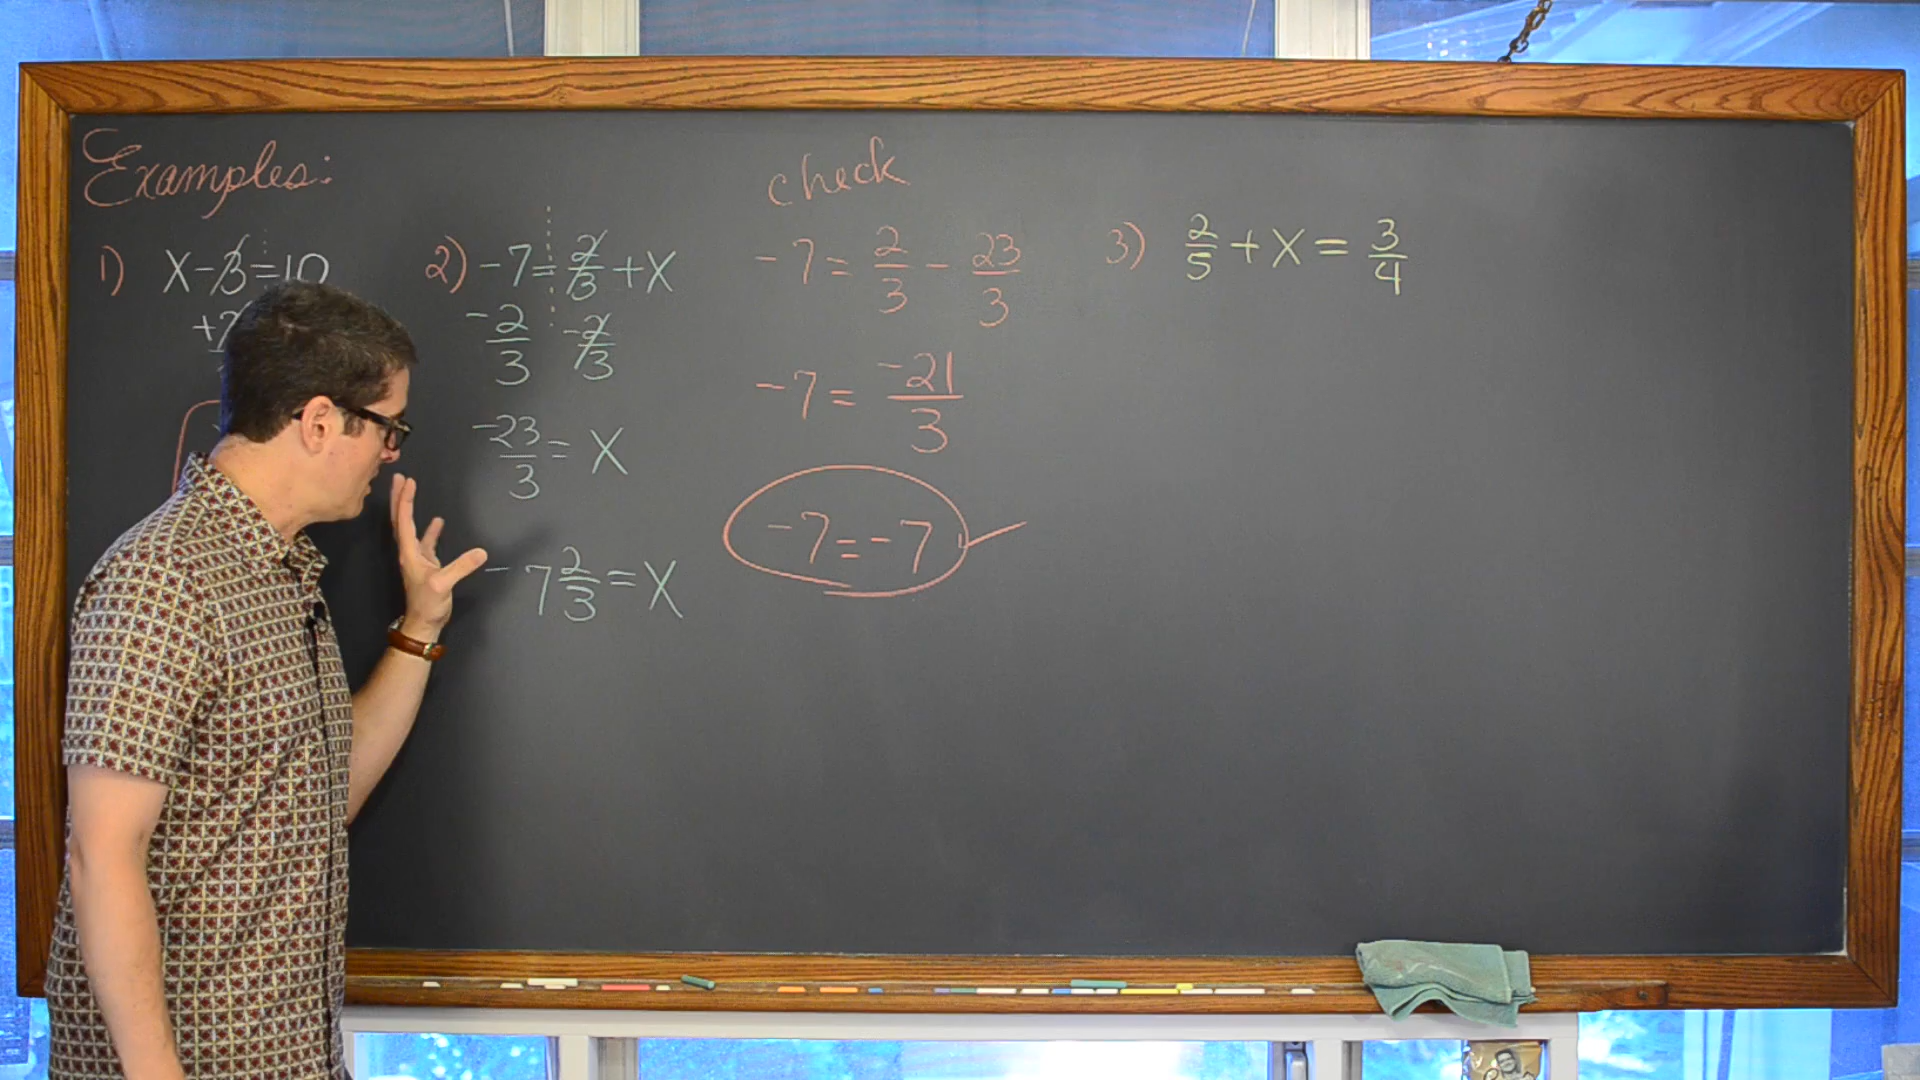 Examples:
1) X-3=10
2) -7 = 2/3 + X
-2/3 -2/3
-23/3 = X
-7 2/3 = X
check
-7 = 2/3 - 23/3
-7 = -21/3
-7 = -7
3) 2/5 + X = 3/4